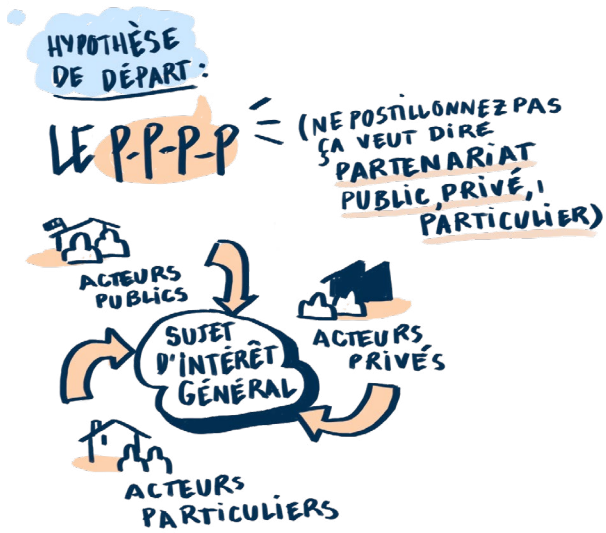 HYPOTHÈSE
DE DÉPART :
LE P-P-P-P
(NE POSTILLONNEZ PAS
ÇA VEUT DIRE
PARTENARIAT
PUBLIC, PRIVÉ,
PARTICULIER)
ACTEURS
PUBLICS
SUJET
D'INTÉRÊT
GÉNÉRAL
ACTEURS
PRIVÉS
ACTEURS
PARTICULIERS